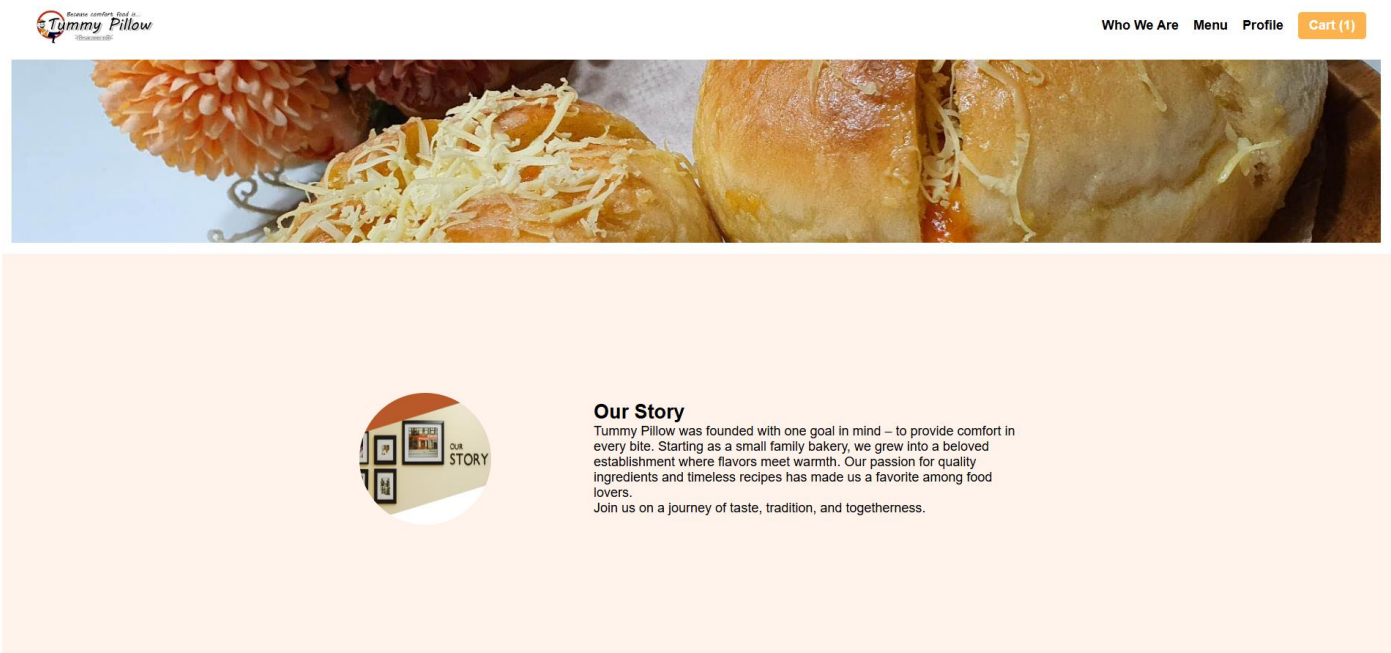 Because comfort food is...
Tummy Pillow
Who We Are
Menu
Profile
Cart (1)
OUR
STORY
Our Story
Tummy Pillow was founded with one goal in mind – to provide comfort in
every bite. Starting as a small family bakery, we grew into a beloved
establishment where flavors meet warmth. Our passion for quality
ingredients and timeless recipes has made us a favorite among food
lovers.
Join us on a journey of taste, tradition, and togetherness.